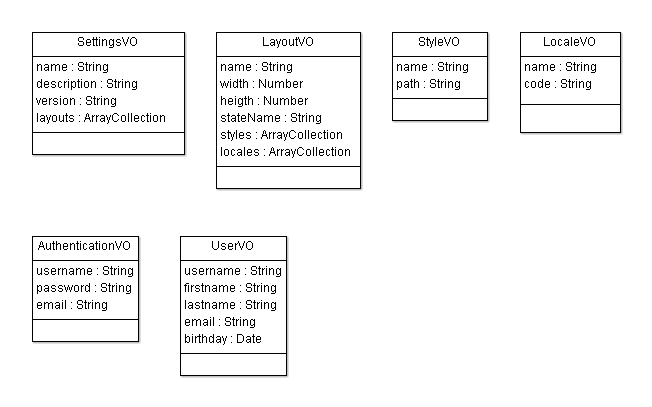 SettingsVO
name : String
description : String
version : String
layouts : ArrayCollection
LayoutVO
name : String
width : Number
heigth : Number
stateName : String
styles : ArrayCollection
locales : ArrayCollection
StyleVO
name : String
path : String
LocaleVO
name : String
code : String
AuthenticationVO
username : String
password : String
email : String
UserVO
username : String
firstname : String
lastname : String
email : String
birthday : Date